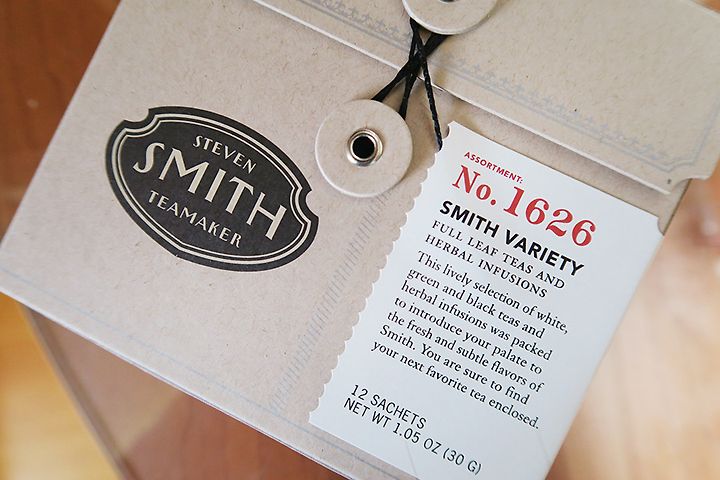 STEVEN
SMITH
TEAMAKER
ASSORTMENT:
No. 1626
SMITH VARIETY
FULL LEAF TEAS AND
HERBAL INFUSIONS
This lively selection of white,
green and black teas and
herbal infusions was packed
to introduce your palate to
the fresh and subtle flavors of
Smith. You are sure to find
your next favorite tea enclosed.
12 SACHETS
NET WT 1.05 OZ (30 G)